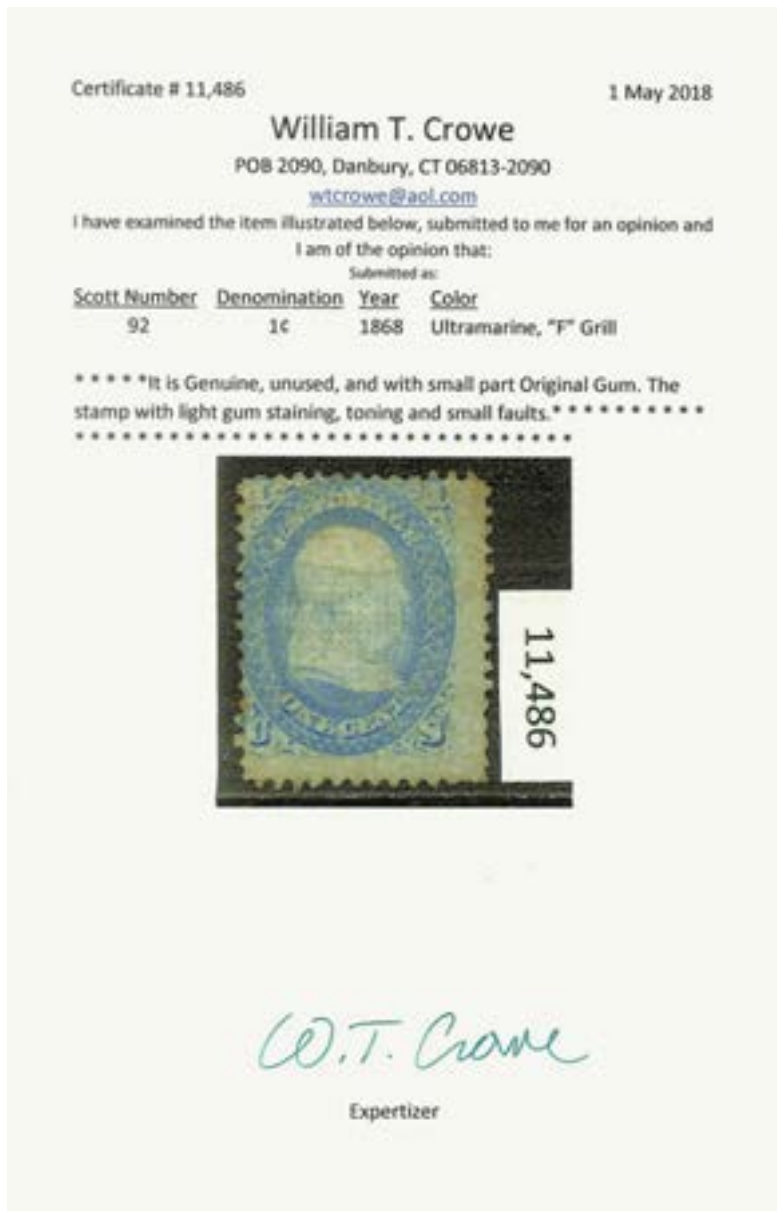 Certificate # 11,486 1 May 2018
William T. Crowe
POB 2090, Danbury, CT 06813-2090
wtcrowe@aol.com
I have examined the item illustrated below, submitted to me for an opinion and
I am of the opinion that:
Submitted as:
Scott Number Denomination Year Color
92 1¢ 1868 Ultramarine, "F" Grill
* * * * *It is Genuine, unused, and with small part Original Gum. The
stamp with light gum staining, toning and small faults.* * * * * * * * * *
* * * * * * * * * * * * * * * * * * * * * * * * * * * * * * * *
ONE CENT
U S
11,486
W.T. Crowe
Expertizer